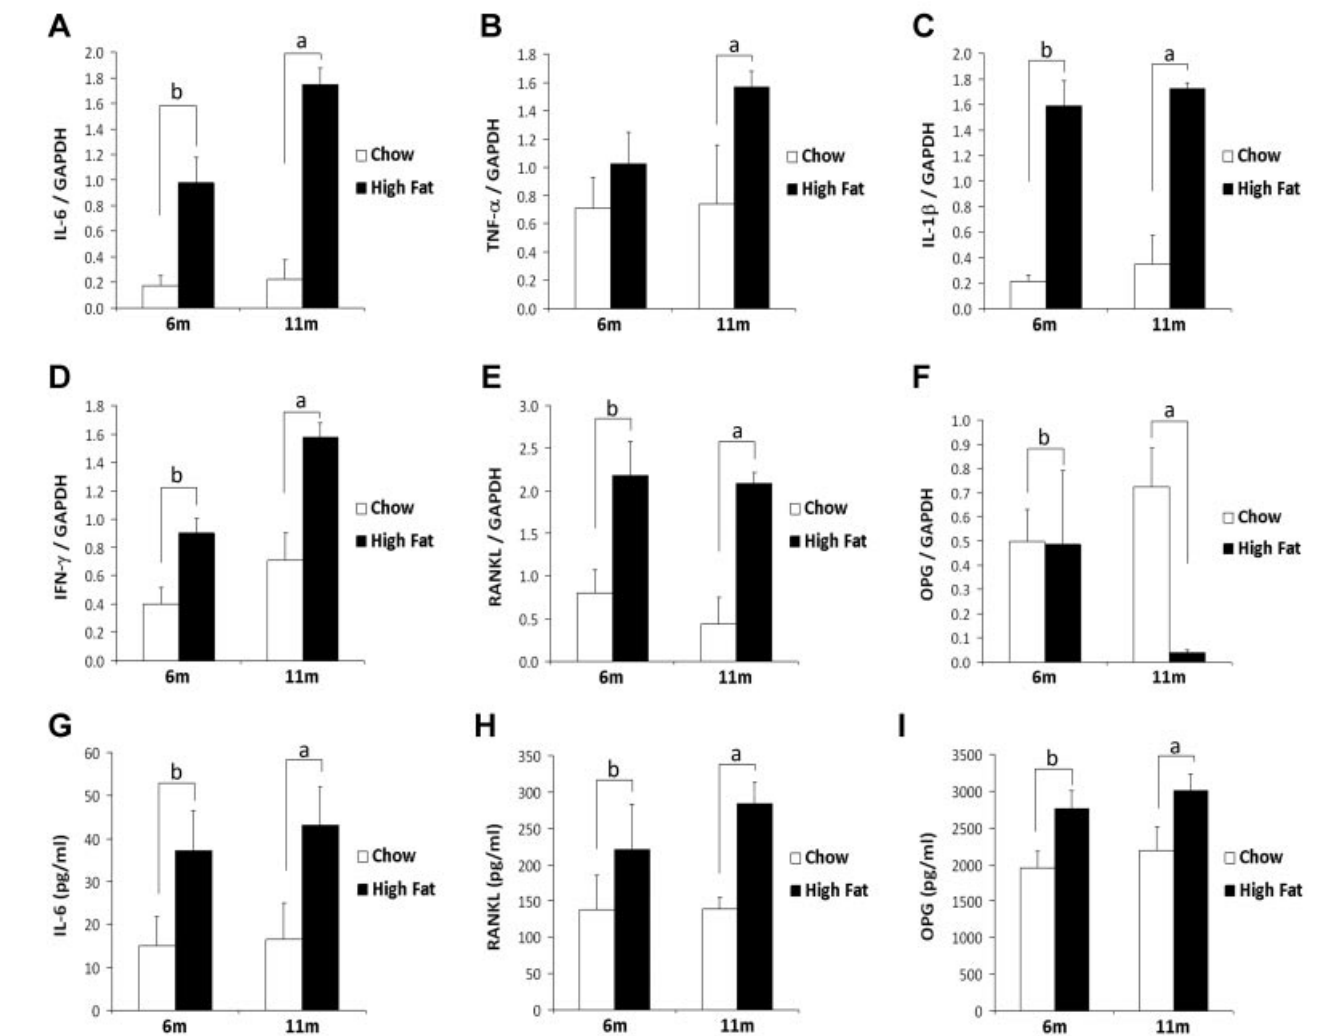 A
IL-6 / GAPDH
2.0
1.8
1.6
1.4
1.2
1.0
0.8
0.6
0.4
0.2
0.0
b
a
6m
11m
Chow
High Fat
B
TNF-α / GAPDH
1.8
1.6
1.4
1.2
1.0
0.8
0.6
0.4
0.2
0.0
a
6m
11m
Chow
High Fat
C
IL-1β / GAPDH
2.0
1.8
1.6
1.4
1.2
1.0
0.8
0.6
0.4
0.2
0.0
b
a
6m
11m
Chow
High Fat
D
IFN-γ / GAPDH
1.8
1.6
1.4
1.2
1.0
0.8
0.6
0.4
0.2
0.0
b
a
6m
11m
Chow
High Fat
E
RANKL / GAPDH
3.0
2.5
2.0
1.5
1.0
0.5
0.0
b
a
6m
11m
Chow
High Fat
F
OPG / GAPDH
1.0
0.9
0.8
0.7
0.6
0.5
0.4
0.3
0.2
0.1
0.0
b
a
6m
11m
Chow
High Fat
G
IL-6 (pg/ml)
60
50
40
30
20
10
0
b
a
6m
11m
Chow
High Fat
H
RANKL (pg/ml)
350
300
250
200
150
100
50
0
b
a
6m
11m
Chow
High Fat
I
OPG (pg/ml)
3500
3000
2500
2000
1500
1000
500
0
b
a
6m
11m
Chow
High Fat